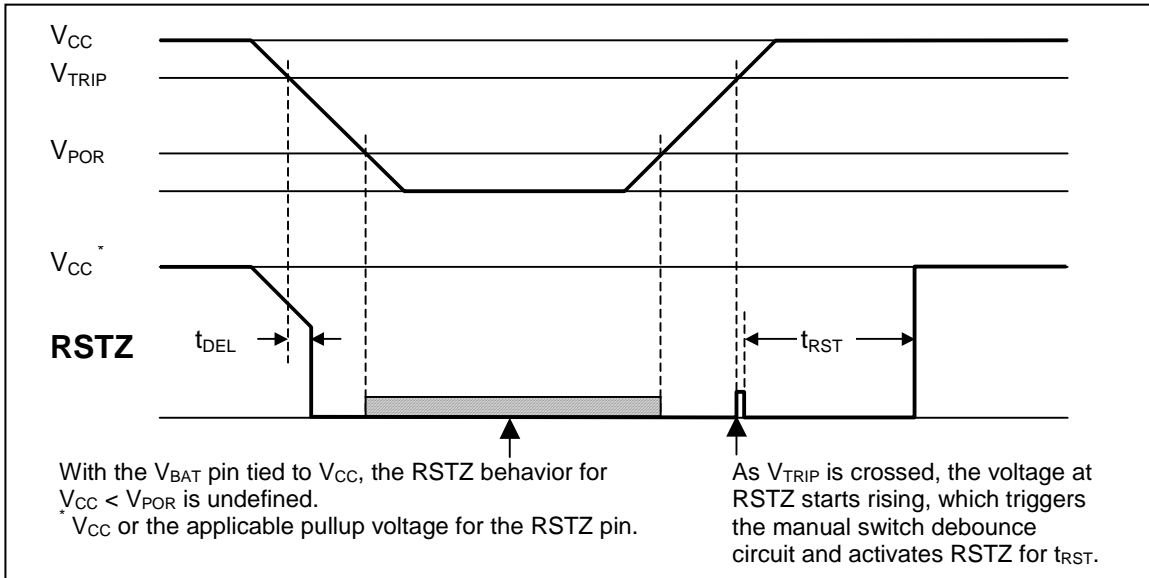 VCC
VTRIP
VPOR
VCC *
RSTZ
tDEL
tRST
With the VBAT pin tied to VCC, the RSTZ behavior for
VCC < VPOR is undefined.
* VCC or the applicable pullup voltage for the RSTZ pin.
As VTRIP is crossed, the voltage at
RSTZ starts rising, which triggers
the manual switch debounce
circuit and activates RSTZ for tRST.